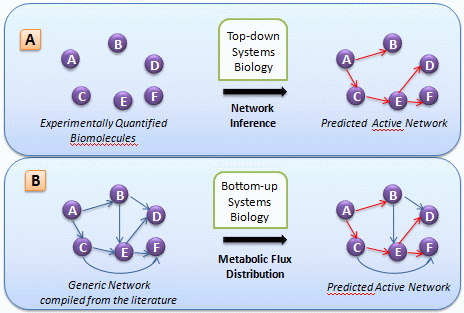 A
Top-down
Systems
Biology
A
B
D
C
E
F
Network
Inference
A
B
D
C
E
F
Experimentally Quantified
Biomolecules
Predicted Active Network
B
Bottom-up
Systems
Biology
A
B
D
C
E
F
Metabolic Flux
Distribution
A
B
D
C
E
F
Generic Network
compiled from the literature
Predicted Active Network